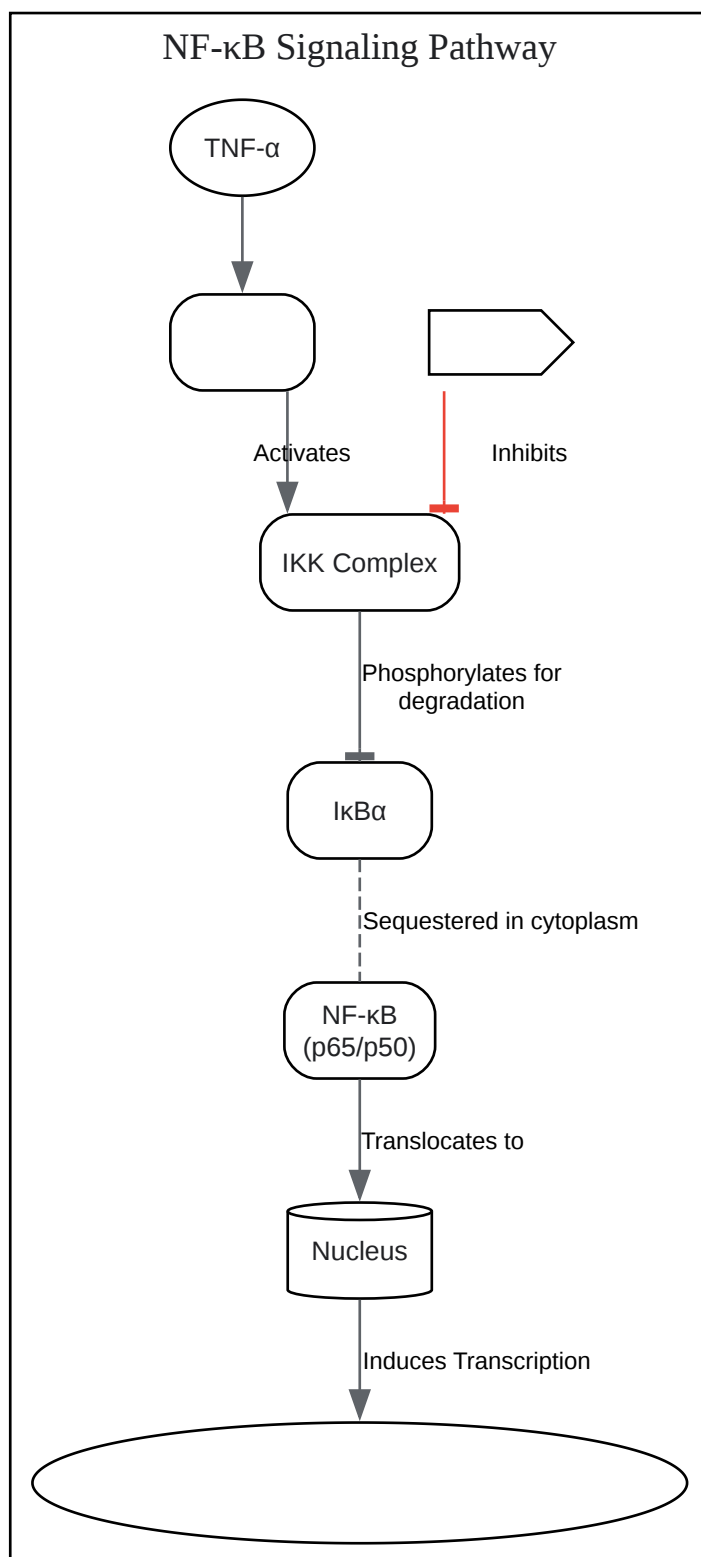 NF-κB Signaling Pathway
TNF-α
Activates
Inhibits
IKK Complex
Phosphorylates for
degradation
IκBα
Sequestered in cytoplasm
NF-κB
(p65/p50)
Translocates to
Nucleus
Induces Transcription